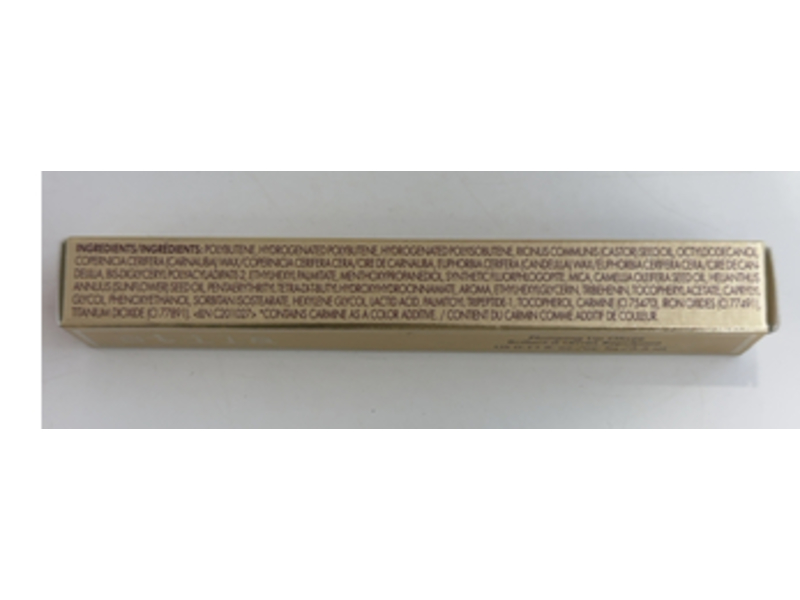 INGREDIENTS/INGRÉDIENTS: POLYBUTENE, HYDROGENATED POLYBUTENE, HYDROGENATED POLYISOBUTENE, RICINUS COMMUNIS (CASTOR) SEED OIL, OCTYLDODECANOL,
COPERNICIA CERIFERA (CARNAUBA) WAX/COPERNICIA CERIFERA CERA/CIRE DE CARNAUBA, EUPHORBIA CERIFERA (CANDELILLA) WAX/EUPHORBIA CERIFERA CERA/CIRE DE CAN-
DELILLA, BIS-DIGLYCERYL POLYACYLADIPATE-2, ETHYLHEXYL PALMITATE, MENTHOXYPROPANEDIOL, SYNTHETIC FLUORPHLOGOPITE, MICA, CAMELLIA OLEIFERA SEED OIL, HELIANTHUS
ANNUUS (SUNFLOWER) SEED OIL, PENTAERYTHRITYL TETRA-DI-T-BUTYL HYDROXYHYDROCINNAMATE, AROMA, ETHYLHEXYLGLYCERIN, TRIBEHENIN, TOCOPHERYL ACETATE, CAPRYLYL
GLYCOL, PHENOXYETHANOL, SORBITAN ISOSTEARATE, HEXYLENE GLYCOL, LACTIC ACID, PALMITOYL TRIPEPTIDE-1, TOCOPHEROL, CARMINE (CI 75470), IRON OXIDES (CI 77491),
TITANIUM DIOXIDE (CI 77891). *CONTAINS CARMINE AS A COLOR ADDITIVE. / CONTIENT DU CARMIN COMME ADDITIF DE COULEUR.